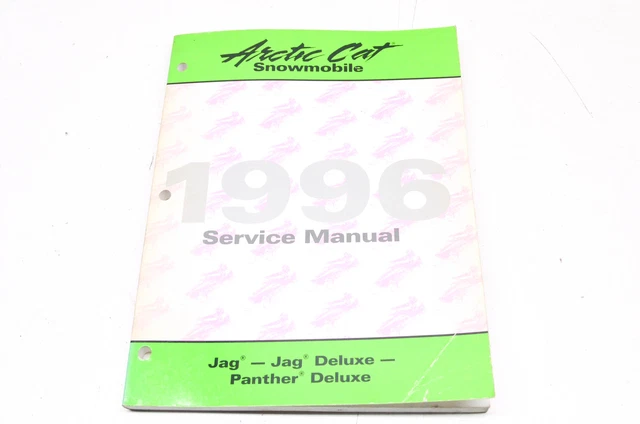 Arctic Cat®
Snowmobile
1996
Service Manual
Jag® — Jag® Deluxe —
Panther® Deluxe